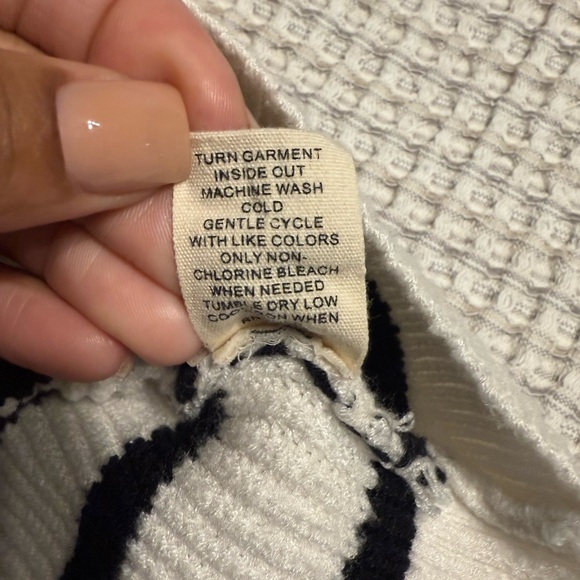 TURN GARMENT
INSIDE OUT
MACHINE WASH
COLD
GENTLE CYCLE
WITH LIKE COLORS
ONLY NON-
CHLORINE BLEACH
WHEN NEEDED
TUMBLE DRY LOW
WHEN